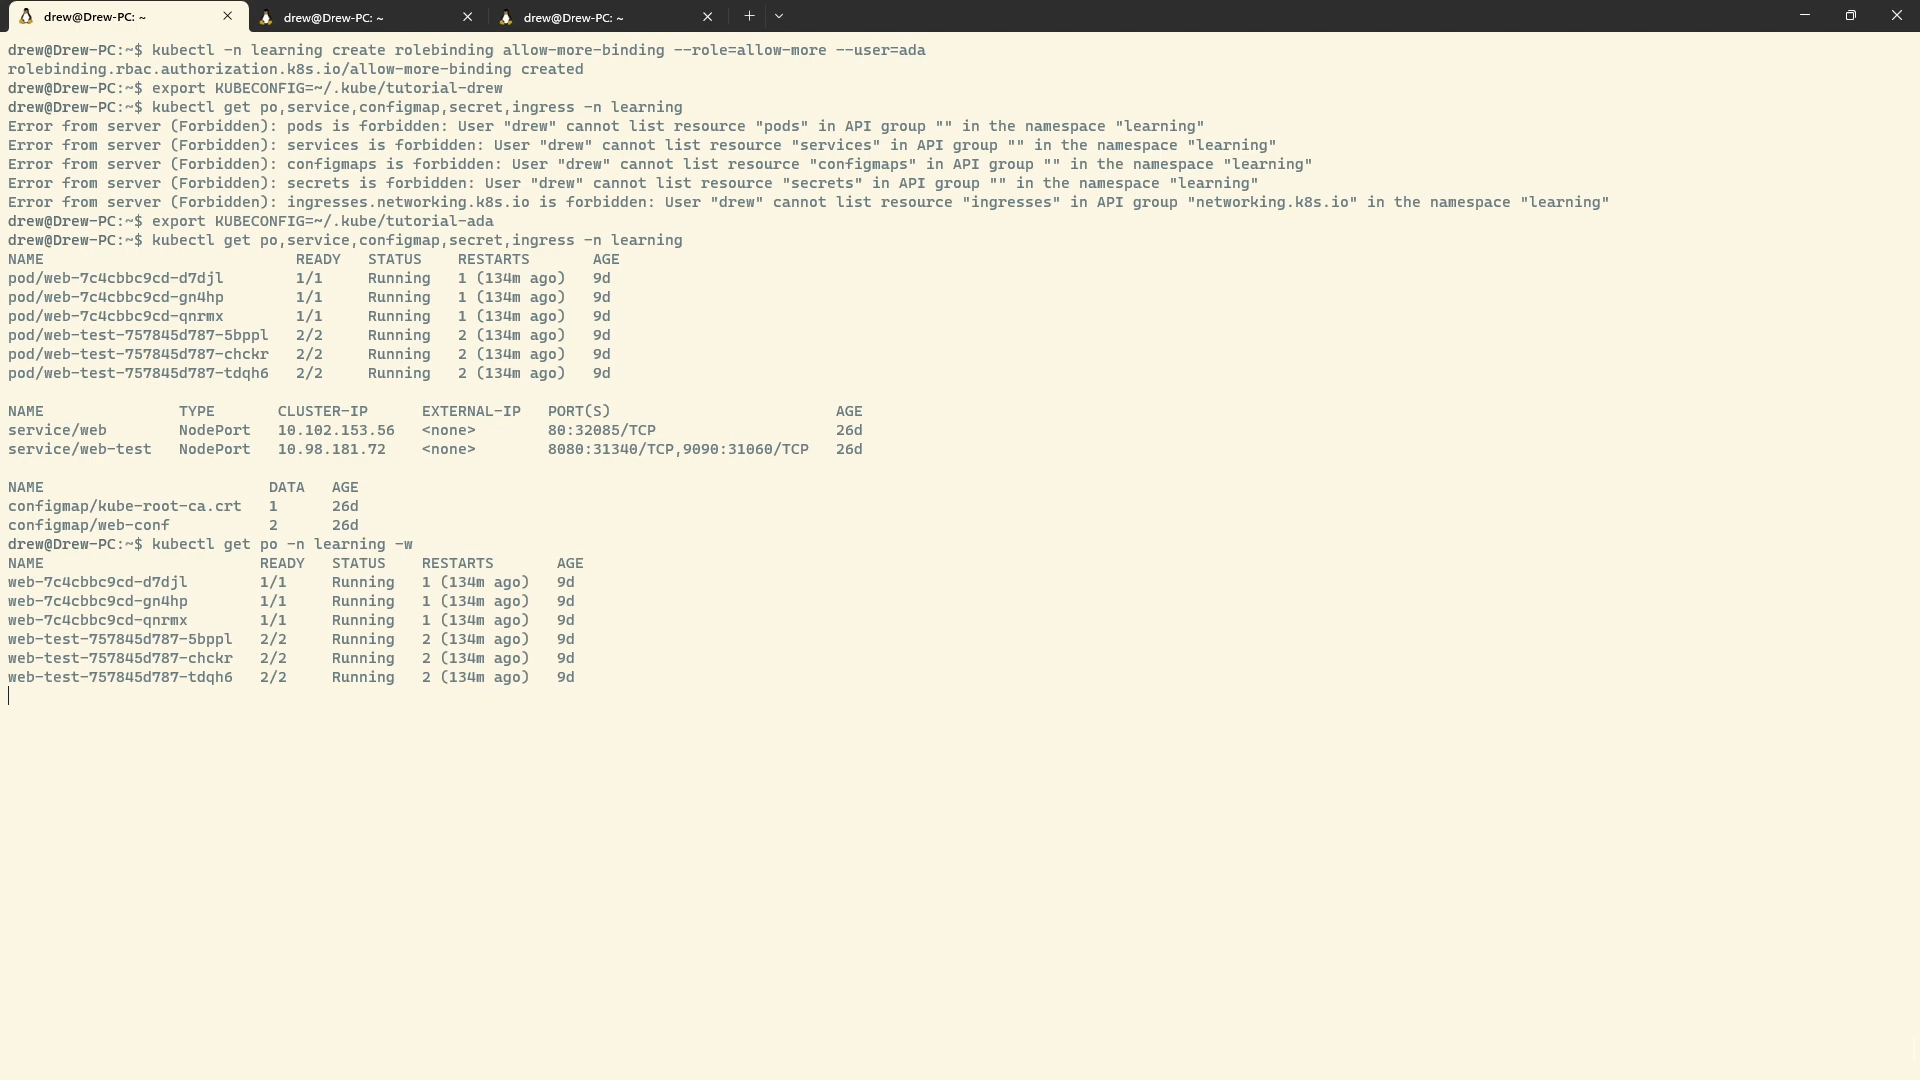 drew@Drew-PC: ~
drew@Drew-PC: ~
drew@Drew-PC: ~
drew@Drew-PC:~$ kubectl -n learning create rolebinding allow-more-binding --role=allow-more --user=ada
rolebinding.rbac.authorization.k8s.io/allow-more-binding created
drew@Drew-PC:~$ export KUBECONFIG=~/.kube/tutorial-drew
drew@Drew-PC:~$ kubectl get po,service,configmap,secret,ingress -n learning
Error from server (Forbidden): pods is forbidden: User "drew" cannot list resource "pods" in API group "" in the namespace "learning"
Error from server (Forbidden): services is forbidden: User "drew" cannot list resource "services" in API group "" in the namespace "learning"
Error from server (Forbidden): configmaps is forbidden: User "drew" cannot list resource "configmaps" in API group "" in the namespace "learning"
Error from server (Forbidden): secrets is forbidden: User "drew" cannot list resource "secrets" in API group "" in the namespace "learning"
Error from server (Forbidden): ingresses.networking.k8s.io is forbidden: User "drew" cannot list resource "ingresses" in API group "networking.k8s.io" in the namespace "learning"
drew@Drew-PC:~$ export KUBECONFIG=~/.kube/tutorial-ada
drew@Drew-PC:~$ kubectl get po,service,configmap,secret,ingress -n learning
NAME                            READY   STATUS    RESTARTS       AGE
pod/web-7c4cbbc9cd-d7djl        1/1     Running   1 (134m ago)   9d
pod/web-7c4cbbc9cd-gn4hp        1/1     Running   1 (134m ago)   9d
pod/web-7c4cbbc9cd-qnrmx        1/1     Running   1 (134m ago)   9d
pod/web-test-757845d787-5bppl   2/2     Running   2 (134m ago)   9d
pod/web-test-757845d787-chckr   2/2     Running   2 (134m ago)   9d
pod/web-test-757845d787-tdqh6   2/2     Running   2 (134m ago)   9d
NAME               TYPE       CLUSTER-IP      EXTERNAL-IP   PORT(S)                         AGE
service/web        NodePort   10.102.153.56   <none>        80:32085/TCP                    26d
service/web-test   NodePort   10.98.181.72    <none>        8080:31340/TCP,9090:31060/TCP   26d
NAME                         DATA   AGE
configmap/kube-root-ca.crt   1      26d
configmap/web-conf           2      26d
drew@Drew-PC:~$ kubectl get po -n learning -w
NAME                        READY   STATUS    RESTARTS       AGE
web-7c4cbbc9cd-d7djl        1/1     Running   1 (134m ago)   9d
web-7c4cbbc9cd-gn4hp        1/1     Running   1 (134m ago)   9d
web-7c4cbbc9cd-qnrmx        1/1     Running   1 (134m ago)   9d
web-test-757845d787-5bppl   2/2     Running   2 (134m ago)   9d
web-test-757845d787-chckr   2/2     Running   2 (134m ago)   9d
web-test-757845d787-tdqh6   2/2     Running   2 (134m ago)   9d